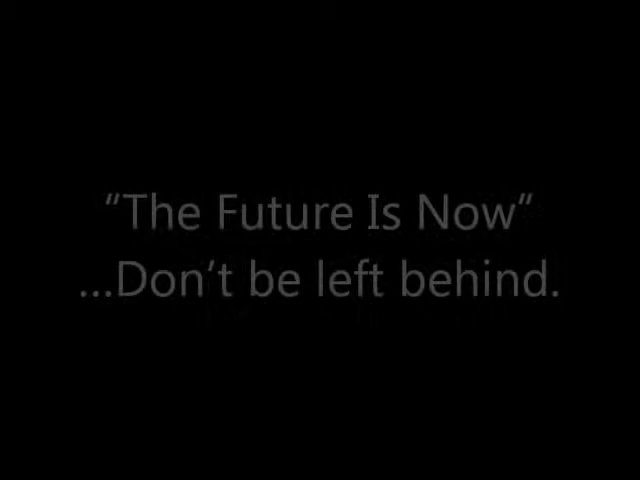 “The Future Is Now”
...Don’t be left behind.